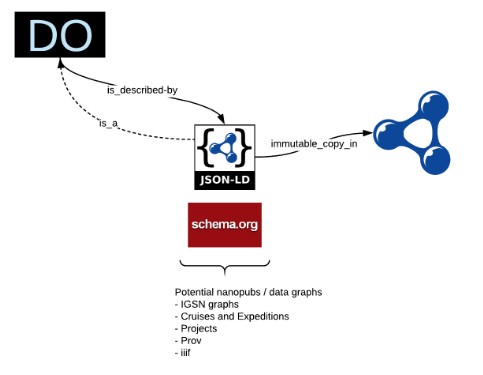 DO
is_described-by
is_a
immutable_copy_in
{ }
JSON-LD
schema.org
Potential nanopubs / data graphs
- IGSN graphs
- Cruises and Expeditions
- Projects
- Prov
- iiif